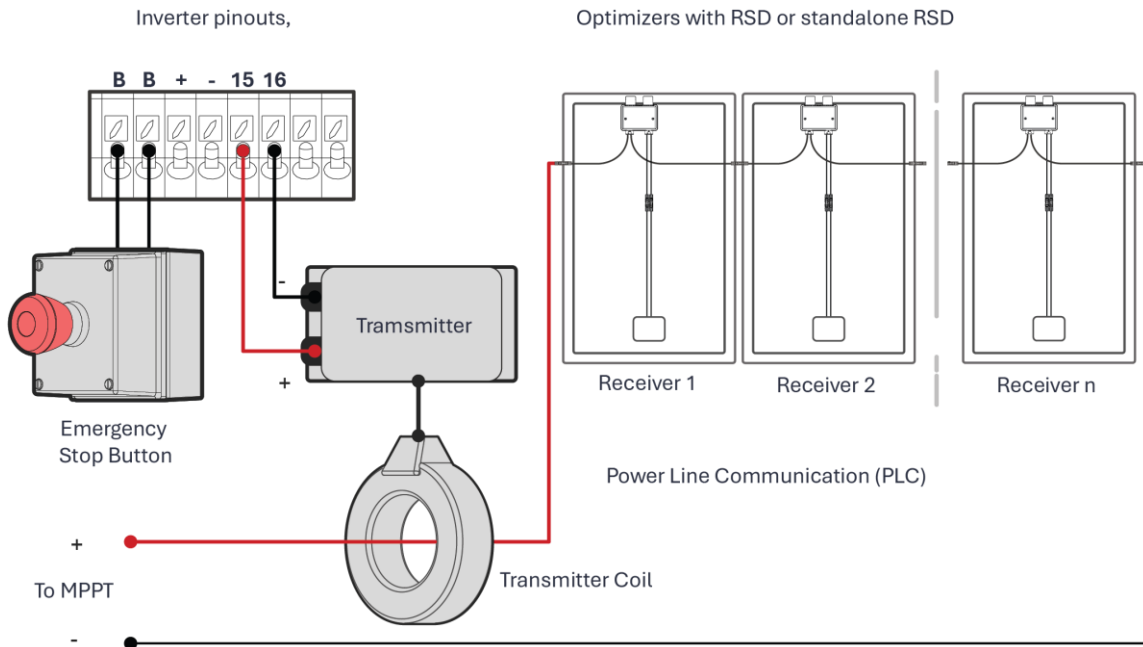 Inverter pinouts,
Optimizers with RSD or standalone RSD
B B + - 15 16
-
Tramsmitter
+
Receiver 1
Receiver 2
Receiver n
Emergency
Stop Button
Power Line Communication (PLC)
+
To MPPT
Transmitter Coil
-